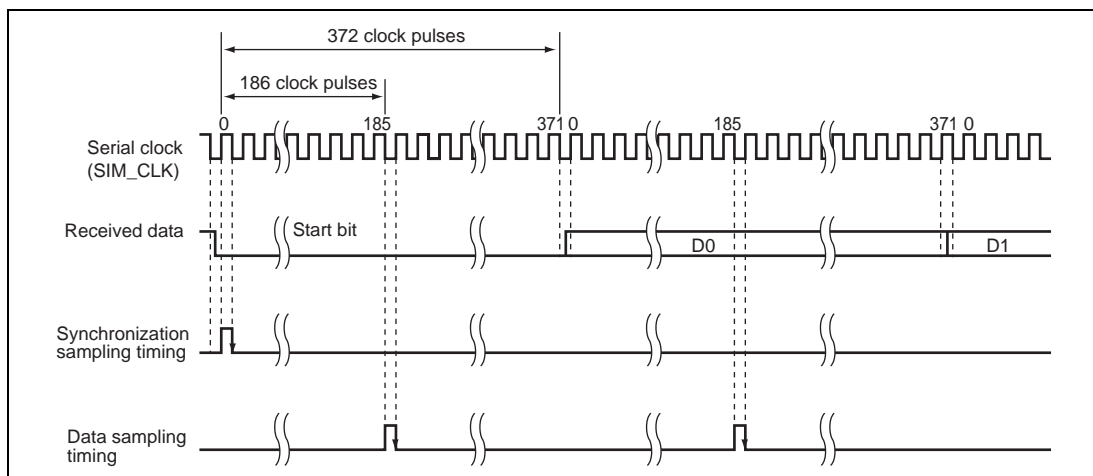 372 clock pulses
186 clock pulses
0 185 371 0 185 371 0
Serial clock
(SIM_CLK)
Received data
Start bit
D0
D1
Synchronization
sampling timing
Data sampling
timing